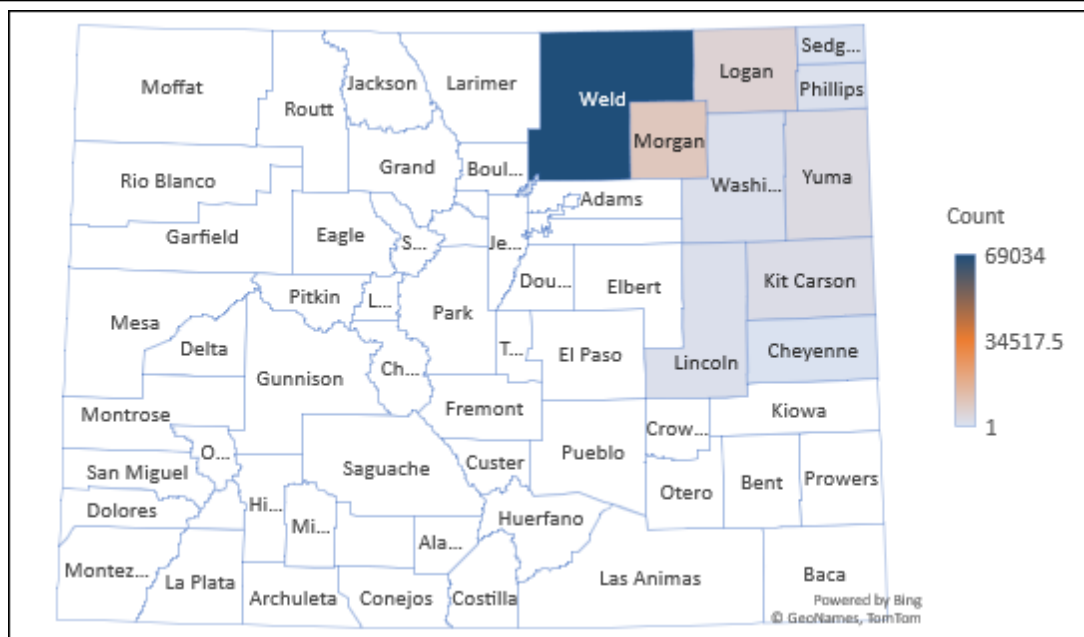 Sedg...
Moffat
Jackson
Larimer
Logan
Phillips
Weld
Routt
Morgan
Grand
Boul...
Rio Blanco
Washi...
Yuma
Adams
Garfield
Eagle
S...
Je...
Count
69034
Dou...
Elbert
Kit Carson
Pitkin
L...
Park
Mesa
34517.5
Delta
T...
El Paso
Cheyenne
Gunnison
Ch...
Lincoln
Fremont
Kiowa
Montrose
Crow...
1
O...
Pueblo
San Miguel
Saguache
Custer
Prowers
Dolores
Hi...
Otero
Bent
Mi...
Huerfano
Ala...
Montez...
La Plata
Las Animas
Baca
Archuleta
Conejos
Costilla
Powered by Bing
© GeoNames, TomTom